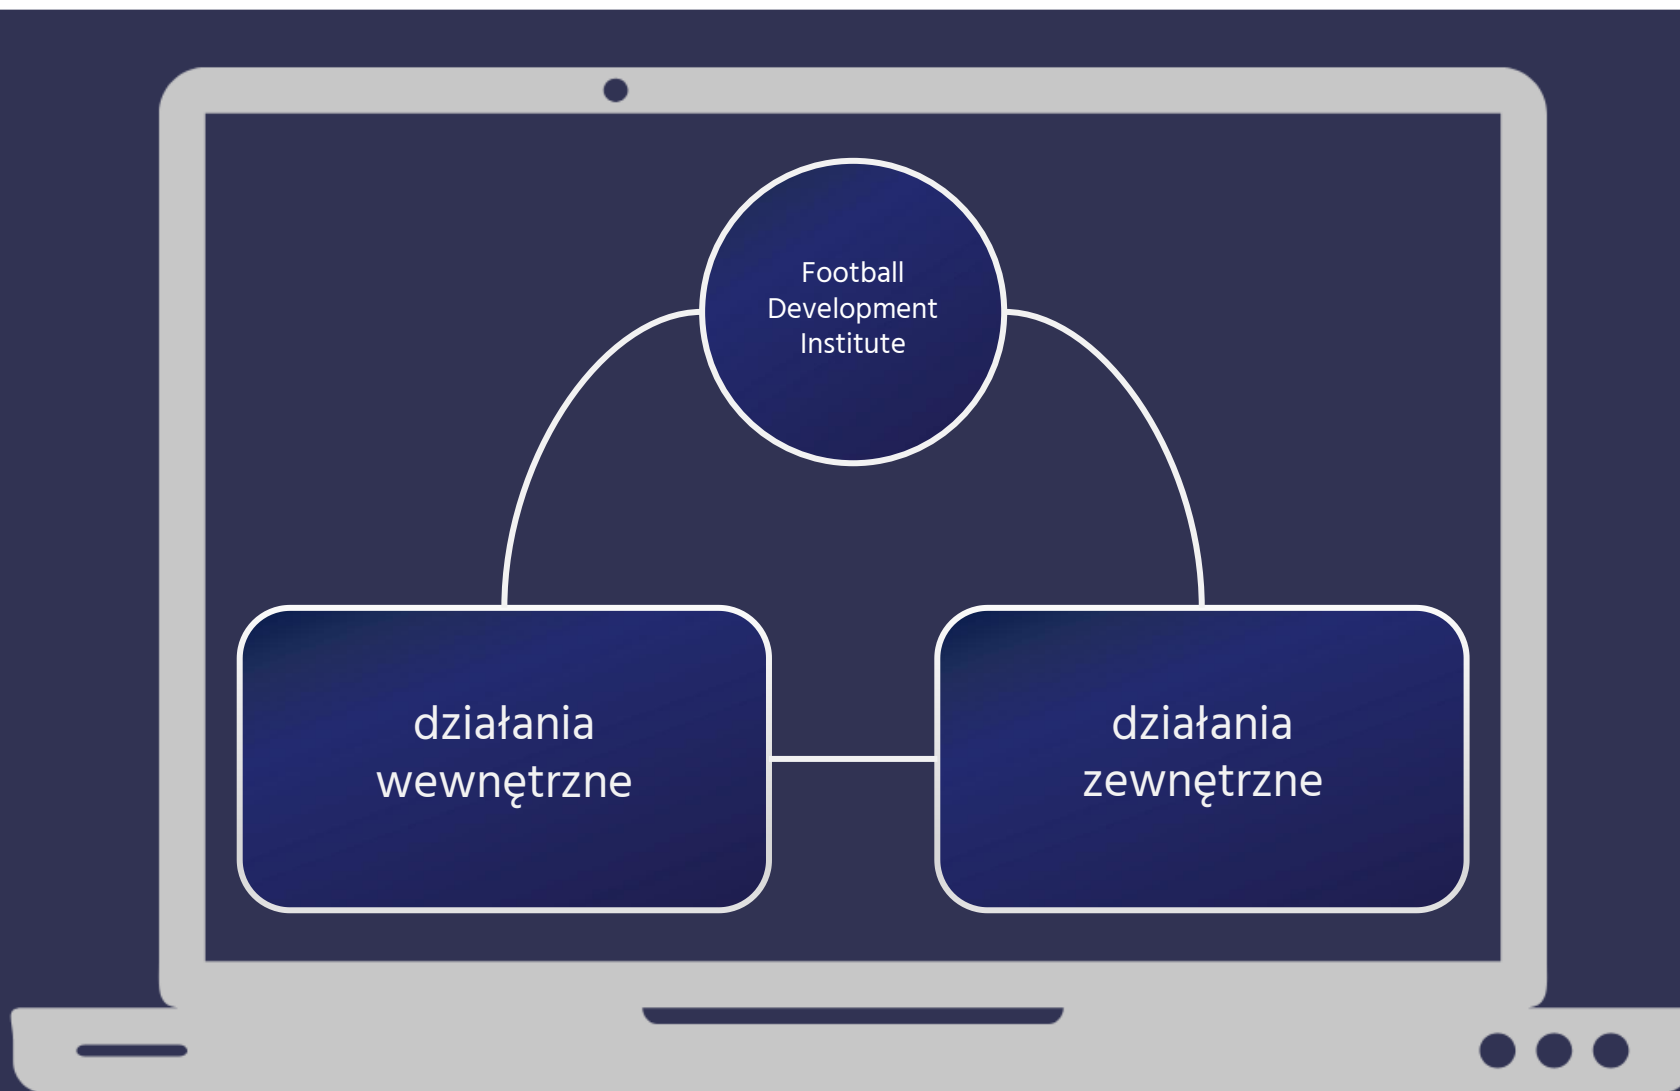 Football
Development
Institute
działania
wewnętrzne
działania
zewnętrzne